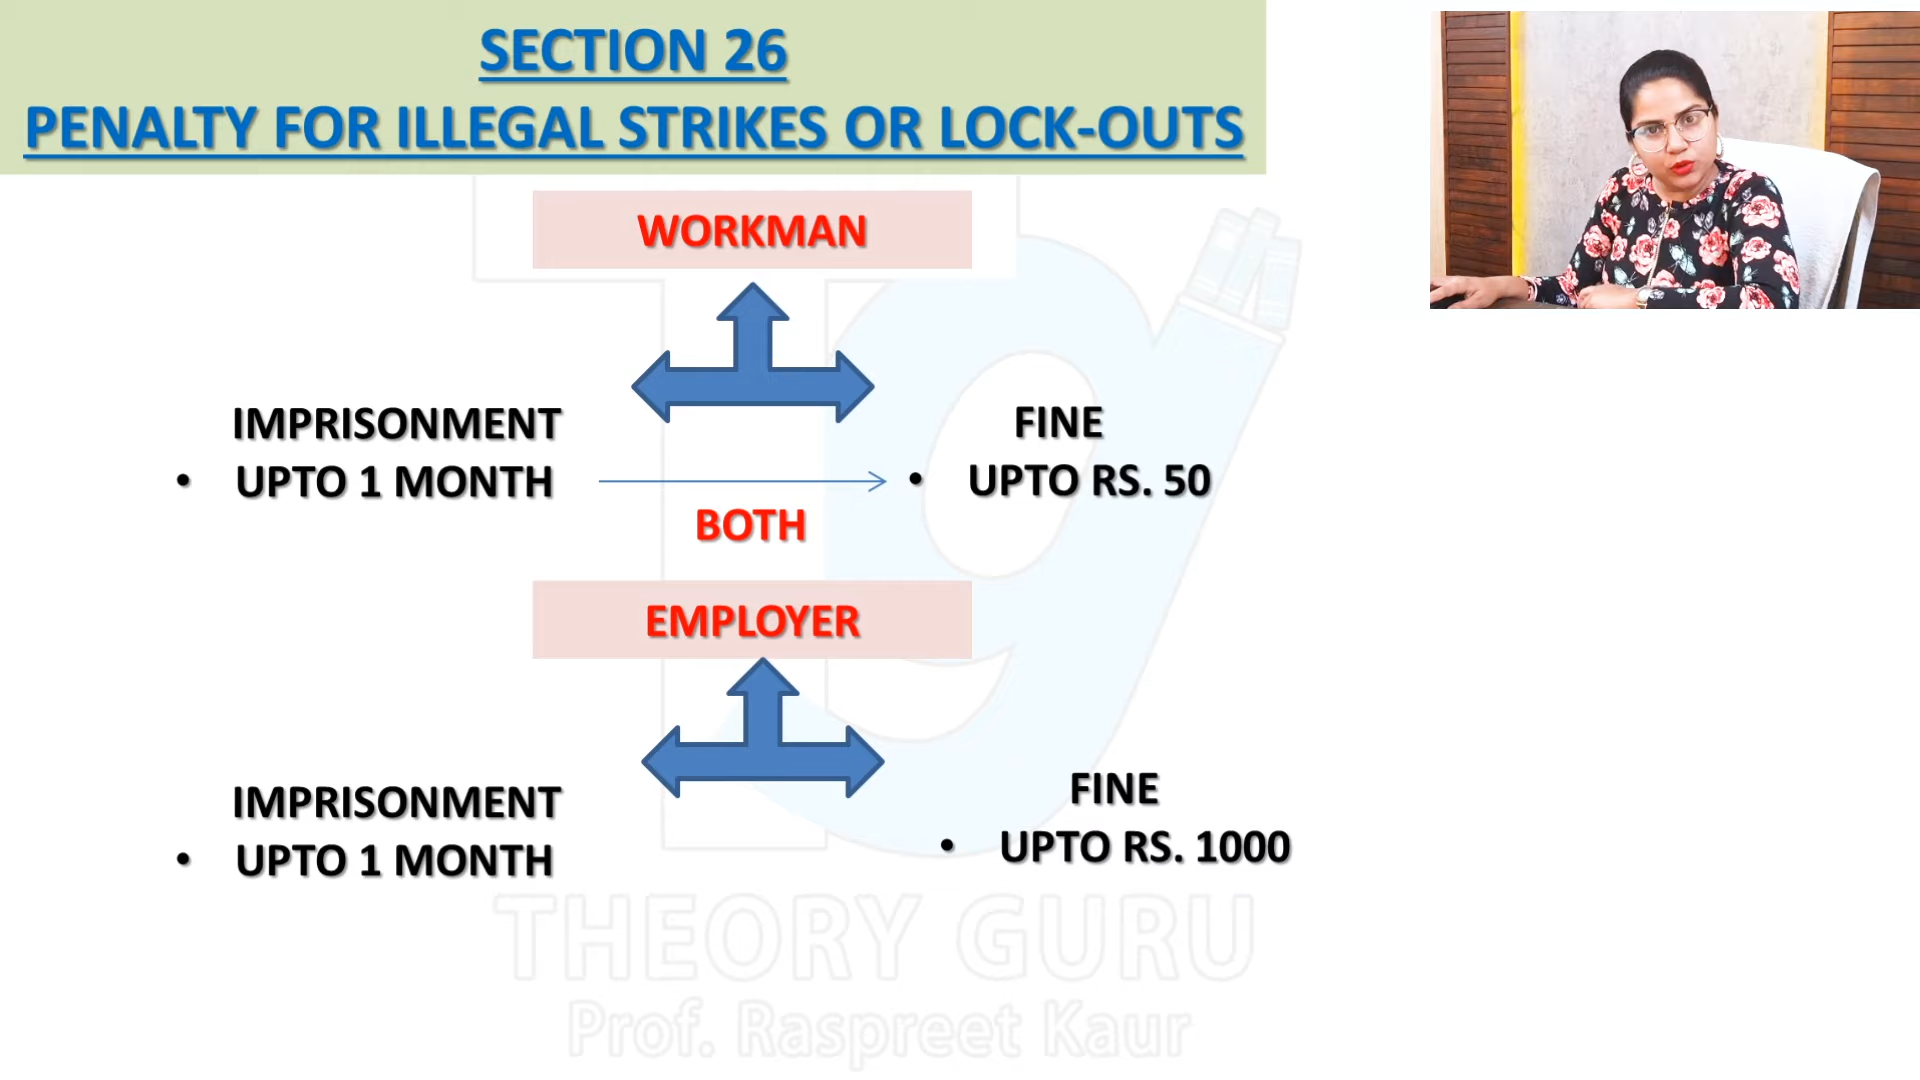 SECTION 26
PENALTY FOR ILLEGAL STRIKES OR LOCK-OUTS
WORKMAN
IMPRISONMENT
• UPTO 1 MONTH
FINE
• UPTO RS. 50
BOTH
EMPLOYER
IMPRISONMENT
• UPTO 1 MONTH
FINE
• UPTO RS. 1000
THEORY GURU
Prof. Raspreet Kaur